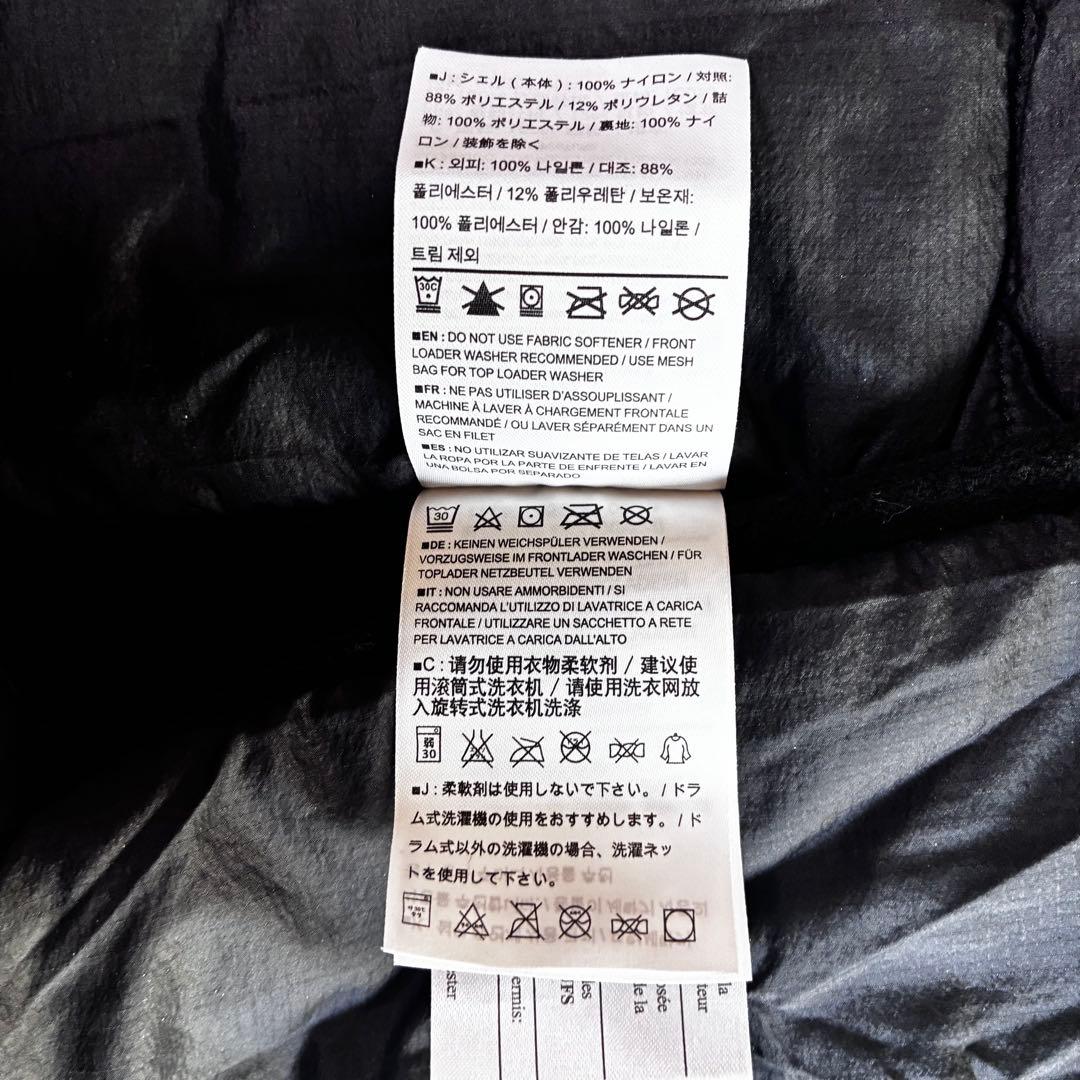 ■J : シェル ( 本体 ) : 100% ナイロン / 対照:
88% ポリエステル / 12% ポリウレタン / 詰
物: 100% ポリエステル / 裏地: 100% ナイ
ロン / 装飾を除く
■K : 외피: 100% 나일론 / 대조: 88%
폴리에스터 / 12% 폴리우레탄 / 보온재:
100% 폴리에스터 / 안감: 100% 나일론 /
트림 제외
30C
■EN : DO NOT USE FABRIC SOFTENER / FRONT
LOADER WASHER RECOMMENDED / USE MESH
BAG FOR TOP LOADER WASHER
■FR : NE PAS UTILISER D'ASSOUPLISSANT /
MACHINE À LAVER À CHARGEMENT FRONTALE
RECOMMANDÉ / OU LAVER SÉPARÉMENT DANS UN
SAC EN FILET
■ES : NO UTILIZAR SUAVIZANTE DE TELAS / LAVAR
LA ROPA POR LA PARTE DE ENFRENTE / LAVAR EN
UNA BOLSA POR SEPARADO
30
■DE : KEINEN WEICHSPÜLER VERWENDEN /
VORZUGSWEISE IM FRONTLADER WASCHEN / FÜR
TOPLADER NETZBEUTEL VERWENDEN
■IT : NON USARE AMMORBIDENTI / SI
RACCOMANDA L'UTILIZZO DI LAVATRICE A CARICA
FRONTALE / UTILIZZARE UN SACCHETTO A RETE
PER LAVATRICE A CARICA DALL'ALTO
■C : 请勿使用衣物柔软剂 / 建议使
用滚筒式洗衣机 / 请使用洗衣网放
入旋转式洗衣机洗涤
弱
30
■J : 柔軟剤は使用しないで下さい。 / ドラ
ム式洗濯機の使用をおすすめします。 / ド
ラム式以外の洗濯機の場合、洗濯ネッ
トを使用して下さい。
ster
ermis:
les
UFS
osée
le la
la
teur